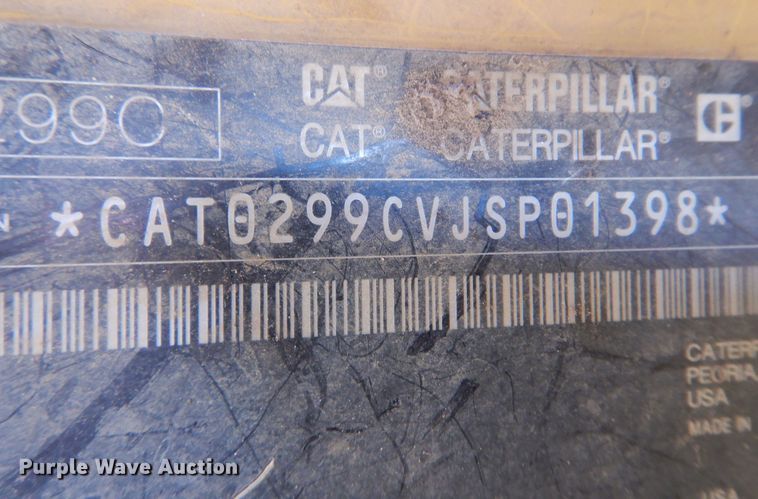 CAT® CATERPILLAR®
299C
CAT® CATERPILLAR®
*CAT0299CVJSP01398*
CATERP
PEORIA,
USA
MADE IN
Purple Wave Auction